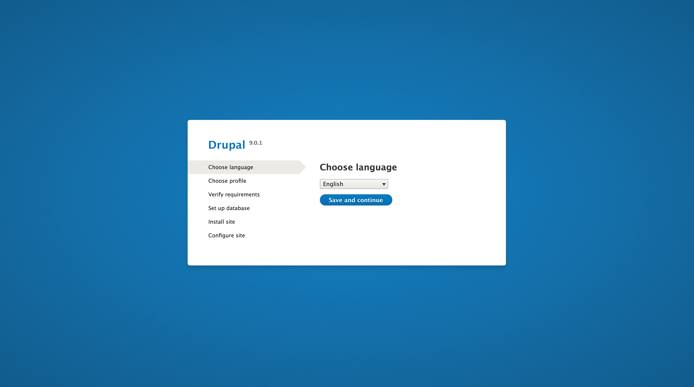 Drupal 9.0.1
Choose language
Choose profile
Verify requirements
Set up database
Install site
Configure site
Choose language
English
Save and continue